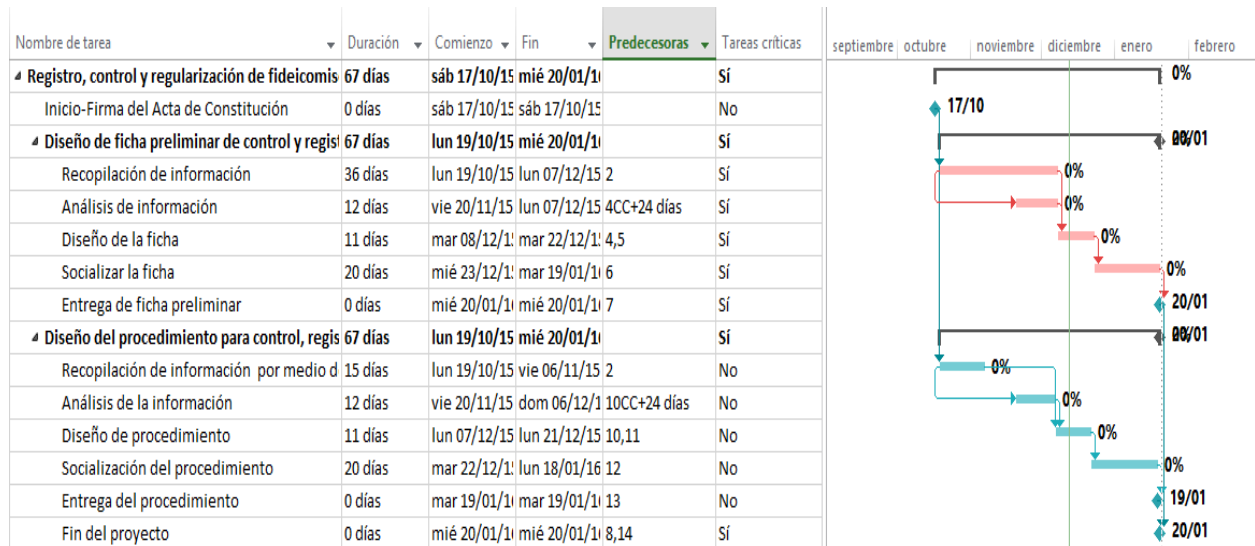 Nombre de tarea Duración Comienzo Fin Predecesoras Tareas críticas septiembre octubre noviembre diciembre enero febrero
Registro, control y regularización de fideicomis 67 días sáb 17/10/15 mié 20/01/1 Sí 0%
Inicio-Firma del Acta de Constitución 0 días sáb 17/10/15 sáb 17/10/15 No 17/10
Diseño de ficha preliminar de control y regist 67 días lun 19/10/15 mié 20/01/1 Sí 20/01
Recopilación de información 36 días lun 19/10/15 lun 07/12/15 2 Sí 0%
Análisis de información 12 días vie 20/11/15 lun 07/12/15 4CC+24 días Sí 0%
Diseño de la ficha 11 días mar 08/12/1 mar 22/12/1 4,5 Sí 0%
Socializar la ficha 20 días mié 23/12/1 mar 19/01/1 6 Sí 0%
Entrega de ficha preliminar 0 días mié 20/01/1 mié 20/01/1 7 Sí 20/01
Diseño del procedimiento para control, regis 67 días lun 19/10/15 mié 20/01/1 Sí 20/01
Recopilación de información por medio d 15 días lun 19/10/15 vie 06/11/15 2 No 0%
Análisis de la información 12 días vie 20/11/15 dom 06/12/1 10CC+24 días No 0%
Diseño de procedimiento 11 días lun 07/12/15 lun 21/12/15 10,11 No 0%
Socialización del procedimiento 20 días mar 22/12/1 lun 18/01/16 12 No 0%
Entrega del procedimiento 0 días mar 19/01/1 mar 19/01/1 13 No 19/01
Fin del proyecto 0 días mié 20/01/1 mié 20/01/1 8,14 Sí 20/01